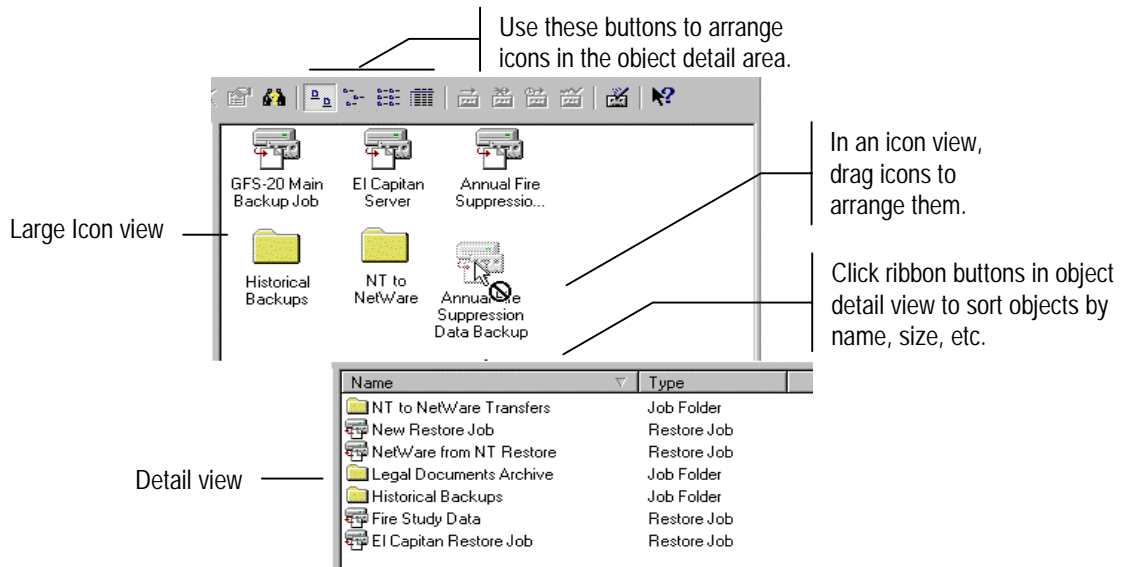 Use these buttons to arrange
icons in the object detail area.
GFS-20 Main
Backup Job
El Capitan
Server
Annual Fire
Suppressio...
In an icon view,
drag icons to
arrange them.
Large Icon view
Historical
Backups
NT to
NetWare
Annual Fire
Suppression
Data Backup
Click ribbon buttons in object
detail view to sort objects by
name, size, etc.
Name Type
NT to NetWare Transfers Job Folder
New Restore Job Restore Job
NetWare from NT Restore Restore Job
Legal Documents Archive Job Folder
Detail view
Historical Backups Job Folder
Fire Study Data Restore Job
El Capitan Restore Job Restore Job